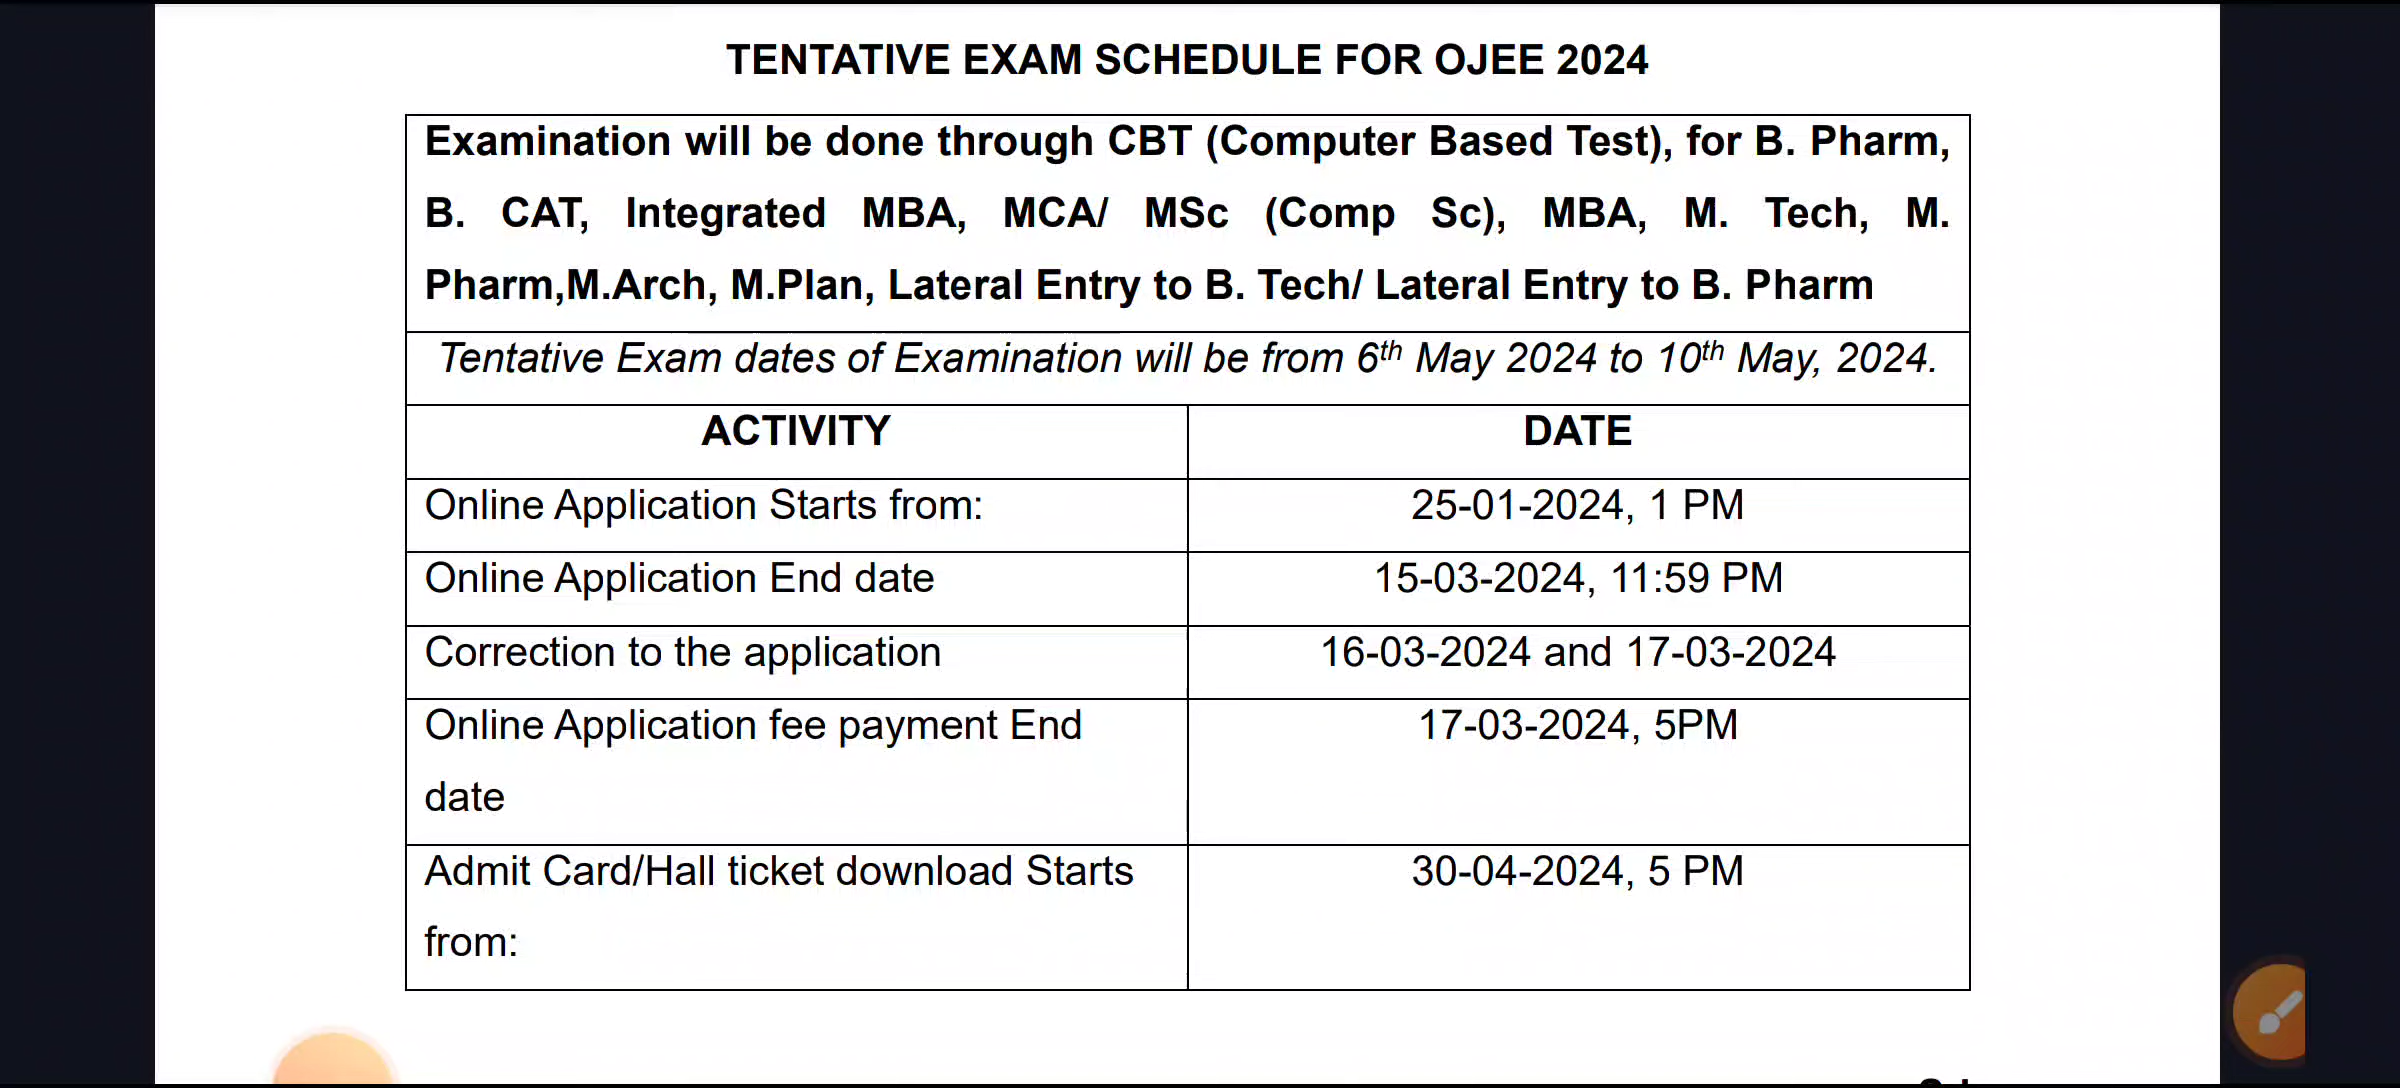 TENTATIVE EXAM SCHEDULE FOR OJEE 2024
Examination will be done through CBT (Computer Based Test), for B. Pharm,
B. CAT, Integrated MBA, MCA/ MSc (Comp Sc), MBA, M. Tech, M.
Pharm,M.Arch, M.Plan, Lateral Entry to B. Tech/ Lateral Entry to B. Pharm
Tentative Exam dates of Examination will be from 6th May 2024 to 10th May, 2024.
ACTIVITY DATE
Online Application Starts from: 25-01-2024, 1 PM
Online Application End date 15-03-2024, 11:59 PM
Correction to the application 16-03-2024 and 17-03-2024
Online Application fee payment End 17-03-2024, 5PM
date
Admit Card/Hall ticket download Starts 30-04-2024, 5 PM
from: